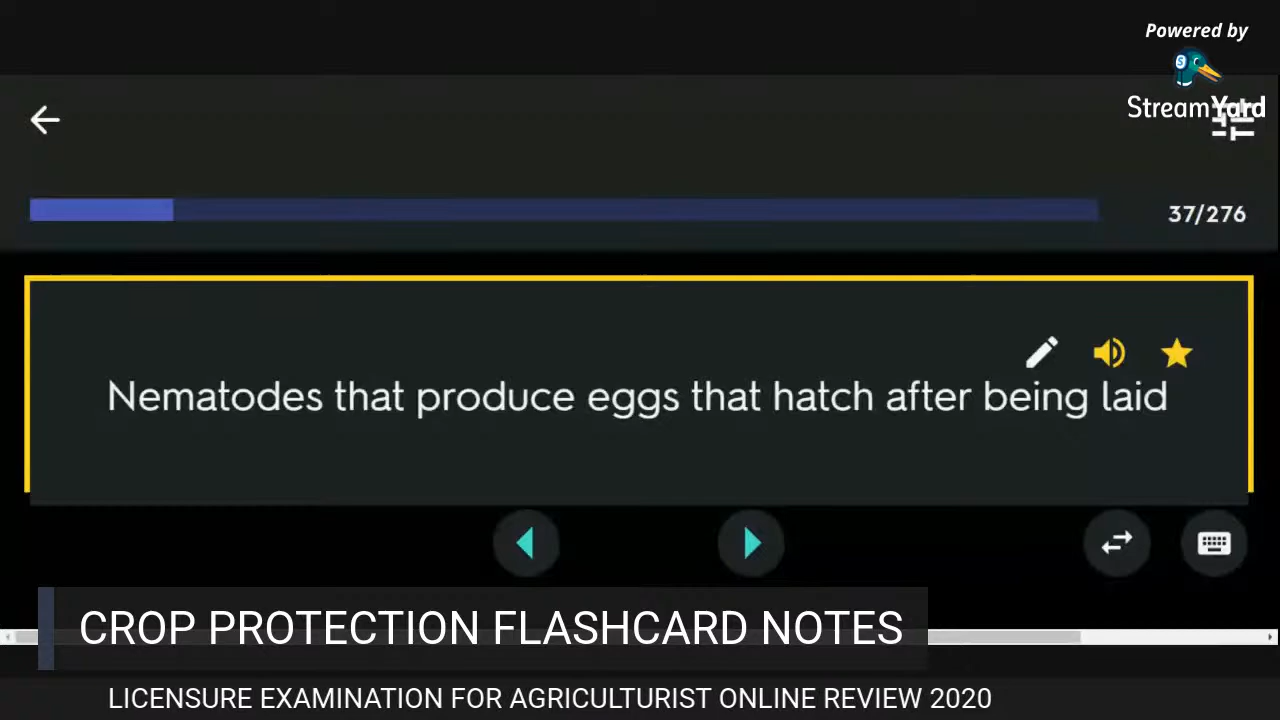 Powered by
StreamYard
37/276
Nematodes that produce eggs that hatch after being laid
CROP PROTECTION FLASHCARD NOTES
LICENSURE EXAMINATION FOR AGRICULTURIST ONLINE REVIEW 2020